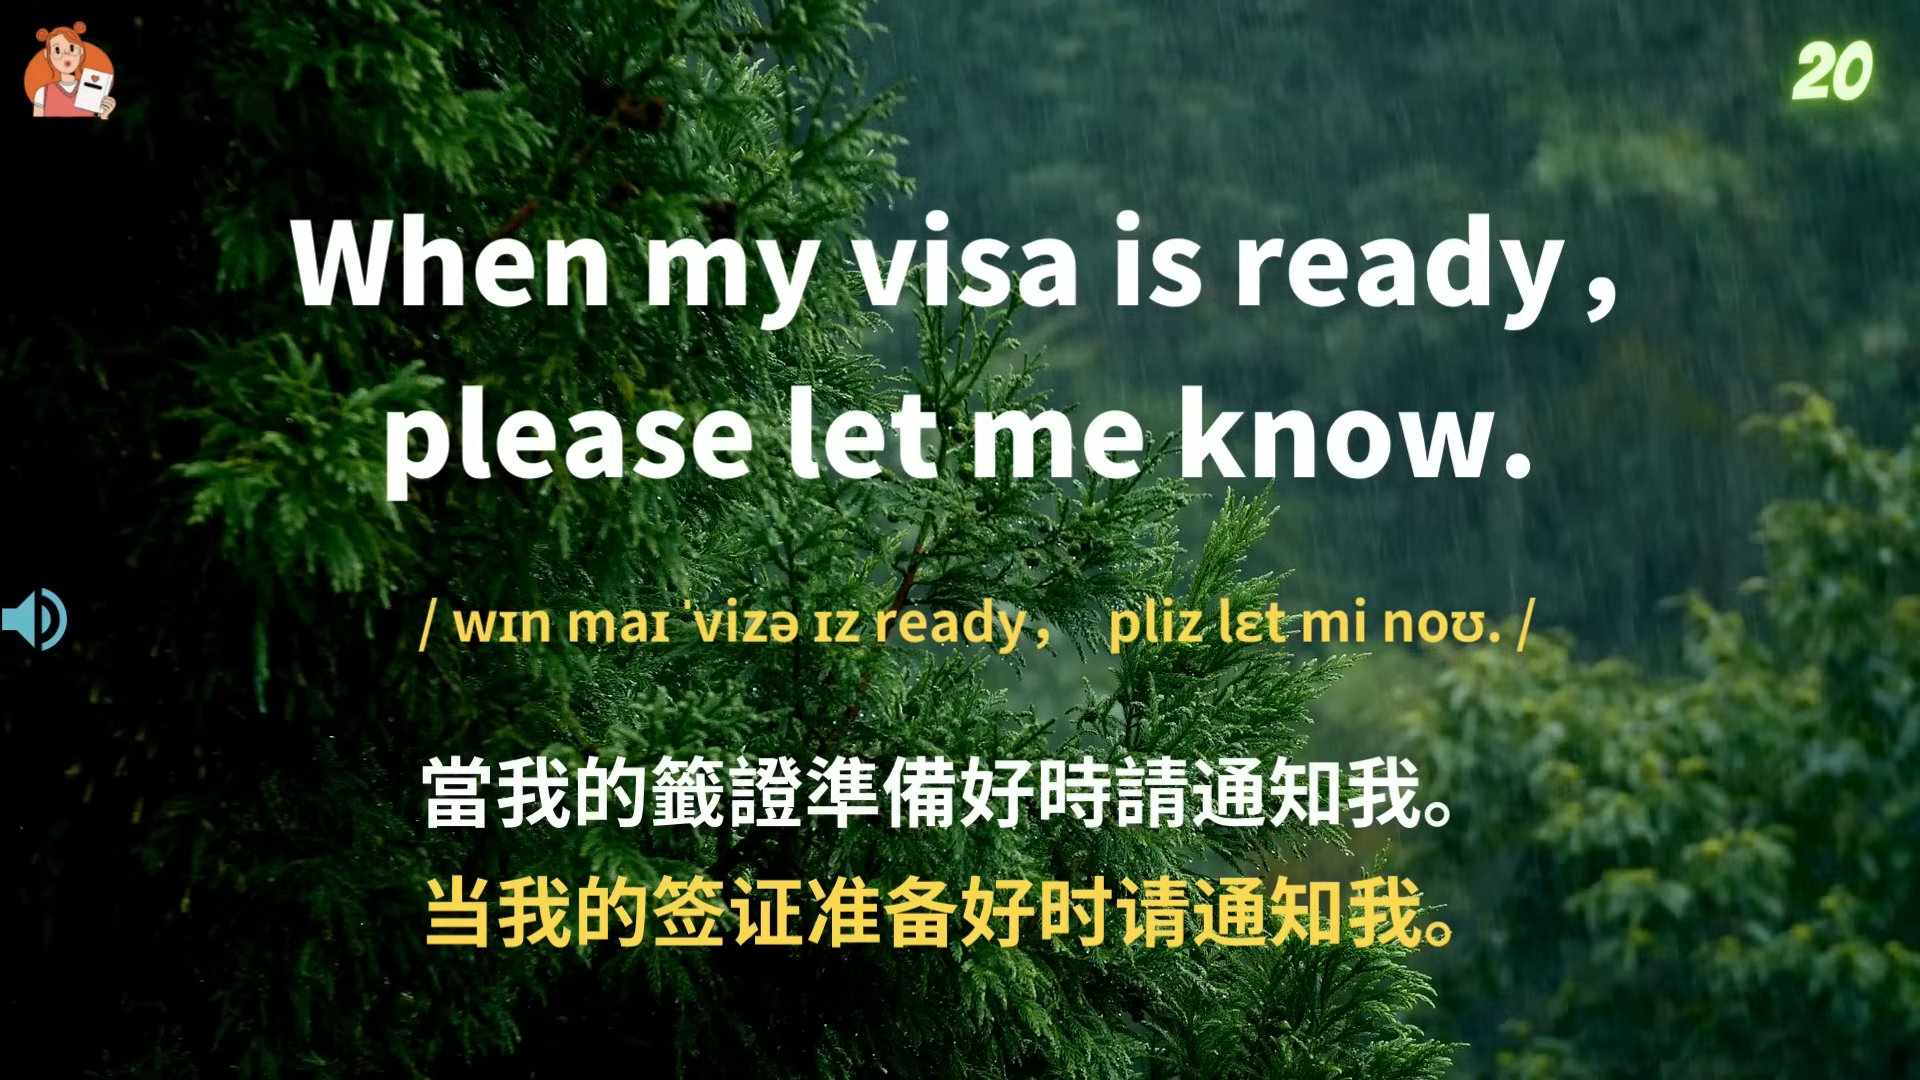 20
When my visa is ready，
please let me know.
/ wɪn maɪ ˈvizə ɪz ready， pliz lɛt mi noʊ. /
當我的籤證準備好時請通知我。
当我的签证准备好时请通知我。